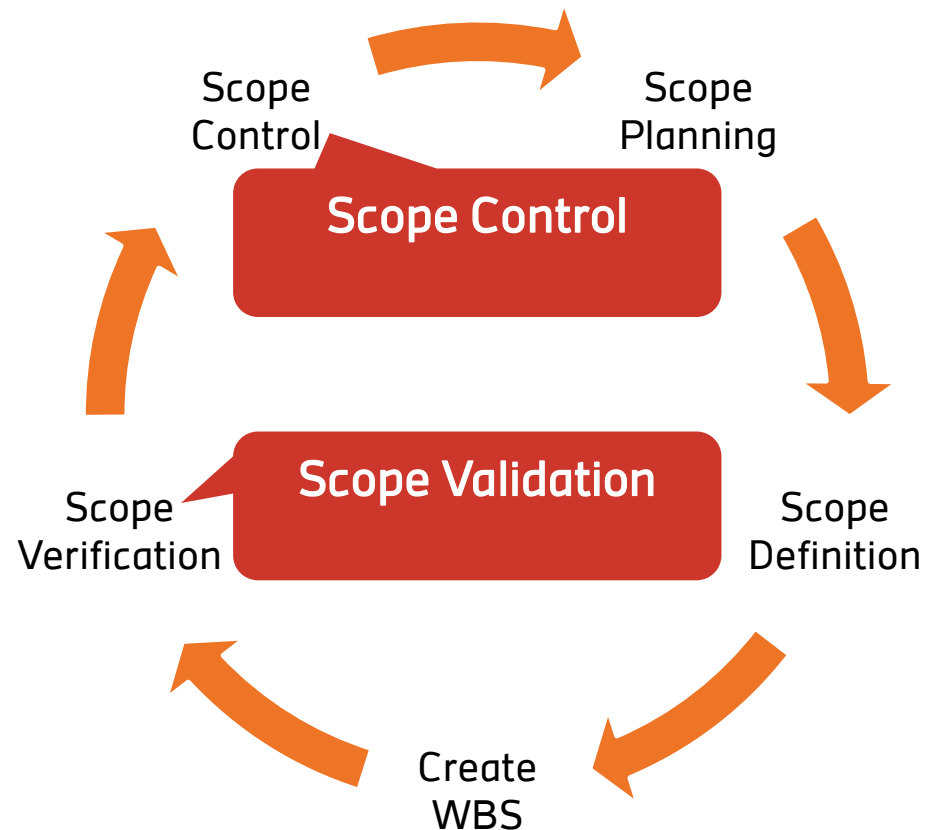 Scope
Control
Scope
Planning
Scope Control
Scope Validation
Scope
Verification
Scope
Definition
Create
WBS